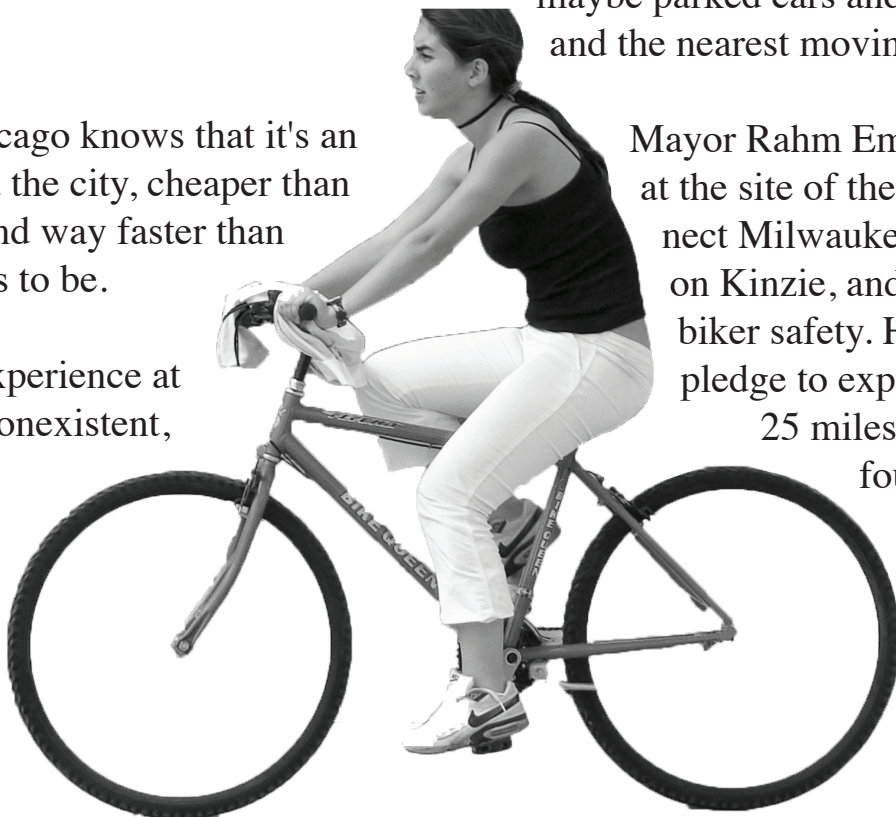 cago knows that it's an
the city, cheaper than
nd way faster than
s to be.
xperience at
onexistent,
maybe parked cars and
and the nearest movin
Mayor Rahm Em
at the site of the
nect Milwauke
on Kinzie, and
biker safety. H
pledge to exp
25 miles
fou
BIKE QUEEN
BIKE QUEEN